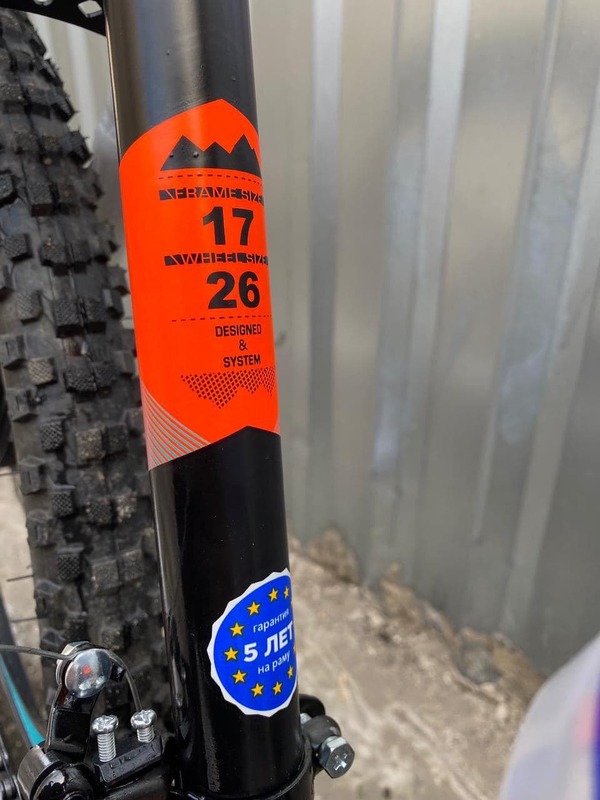 FRAME SIZE
17
WHEEL SIZE
26
DESIGNED
&
SYSTEM
гарантия
5 ЛЕТ
на раму